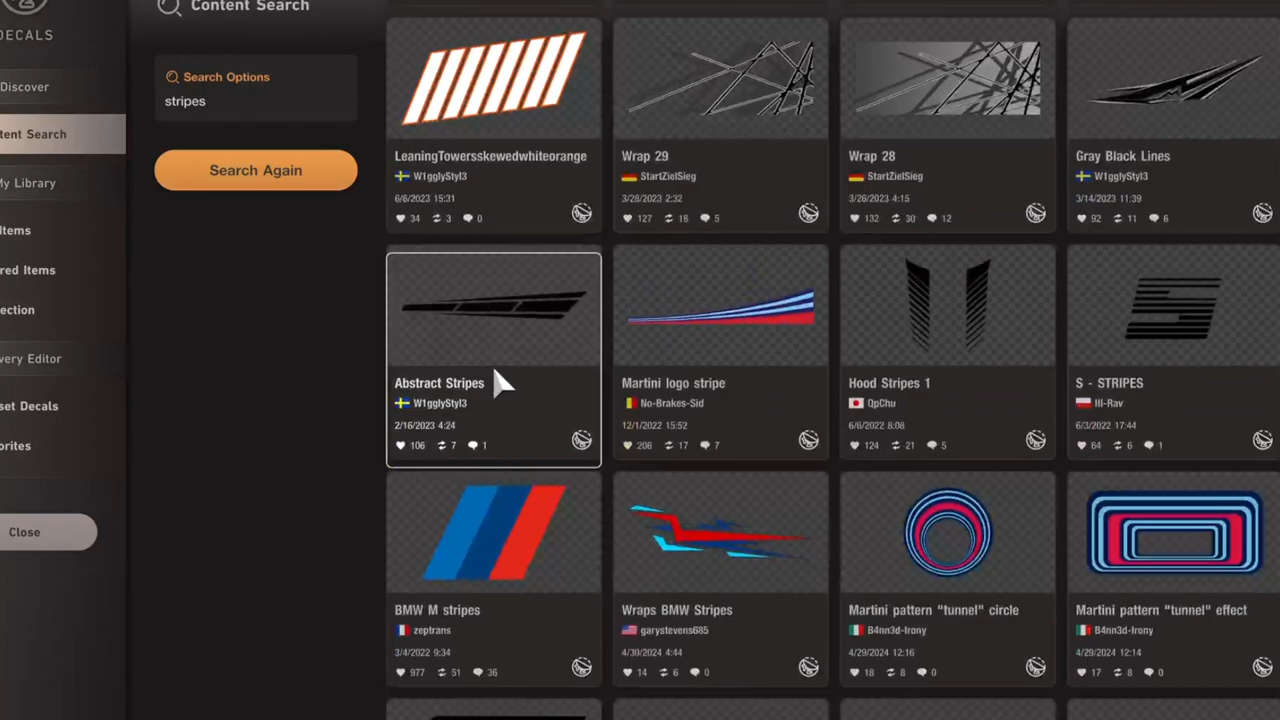 DECALS
Discover
tent Search
My Library
Items
red Items
ection
very Editor
set Decals
orites
Close
Content Search
Search Options
stripes
Search Again
LeaningTowersskewedwhiteorange
W1gglyStyl3
6/6/2023 15:31
34 3 0
Wrap 29
StartZielSieg
3/28/2023 2:32
127 16 5
Wrap 28
StartZielSieg
3/26/2023 4:15
132 30 12
Gray Black Lines
W1gglyStyl3
3/14/2023 11:39
92 11 6
Abstract Stripes
W1gglyStyl3
2/16/2023 4:24
106 7 1
Martini logo stripe
No-Brakes-Sid
12/1/2022 15:52
206 17 7
Hood Stripes 1
QpChu
6/6/2022 8:08
124 21 5
S - STRIPES
III-Rav
6/3/2022 17:44
64 6 1
BMW M stripes
zeptrans
3/4/2022 9:34
977 51 36
Wraps BMW Stripes
garystevens685
4/30/2024 4:44
14 6 0
Martini pattern "tunnel" circle
B4nn3d-Irony
4/29/2024 12:16
18 8 0
Martini pattern "tunnel" effect
B4nn3d-Irony
4/29/2024 12:14
17 8 0